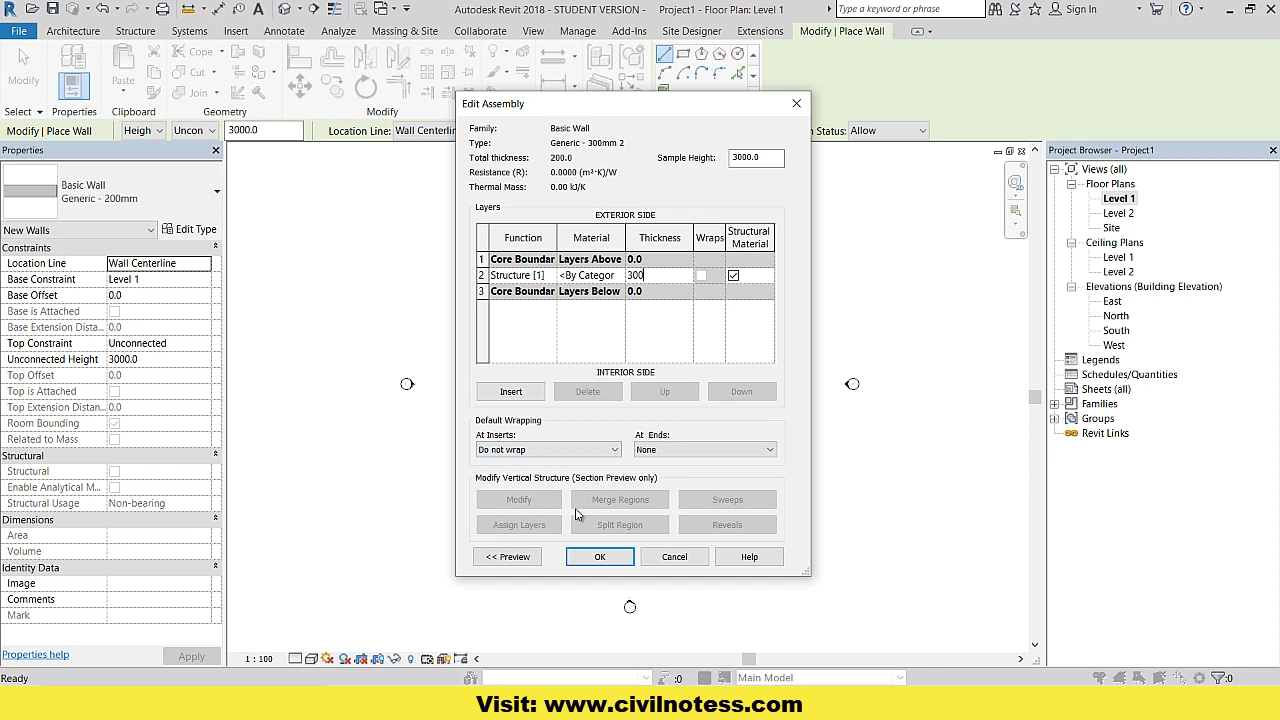 Autodesk Revit 2018 - STUDENT VERSION - Project1 - Floor Plan: Level 1
Type a keyword or phrase
Sign In
File Architecture Structure Systems Insert Annotate Analyze Massing & Site Collaborate View Manage Add-Ins Site Designer Extensions Modify | Place Wall
Modify
Paste
Cope
Cut
Join
Select Properties Clipboard Geometry Modify
Modify | Place Wall Heigh Uncon 3000.0 Location Line: Wall Centerlin Status: Allow
Properties
Basic Wall
Generic - 200mm
New Walls Edit Type
Constraints
Location Line Wall Centerline
Base Constraint Level 1
Base Offset 0.0
Base is Attached
Base Extension Dista... 0.0
Top Constraint Unconnected
Unconnected Height 3000.0
Top Offset 0.0
Top is Attached
Top Extension Distan... 0.0
Room Bounding
Related to Mass
Structural
Structural
Enable Analytical M...
Structural Usage Non-bearing
Dimensions
Area
Volume
Identity Data
Image
Comments
Mark
Properties help Apply
Edit Assembly
Family: Basic Wall
Type: Generic - 300mm 2
Total thickness: 200.0 Sample Height: 3000.0
Resistance (R): 0.0000 (m²·K)/W
Thermal Mass: 0.00 kJ/K
Layers
EXTERIOR SIDE
Function Material Thickness Wraps Structural Material
1 Core Boundar Layers Above 0.0
2 Structure [1] <By Categor 300
3 Core Boundar Layers Below 0.0
INTERIOR SIDE
Insert Delete Up Down
Default Wrapping
At Inserts: At Ends:
Do not wrap None
Modify Vertical Structure (Section Preview only)
Modify Merge Regions Sweeps
Assign Layers Split Region Reveals
<< Preview OK Cancel Help
Project Browser - Project1
Views (all)
Floor Plans
Level 1
Level 2
Site
Ceiling Plans
Level 1
Level 2
Elevations (Building Elevation)
East
North
South
West
Legends
Schedules/Quantities
Sheets (all)
Families
Groups
Revit Links
1 : 100
Ready :0 Main Model :0
Visit: www.civilnotess.com